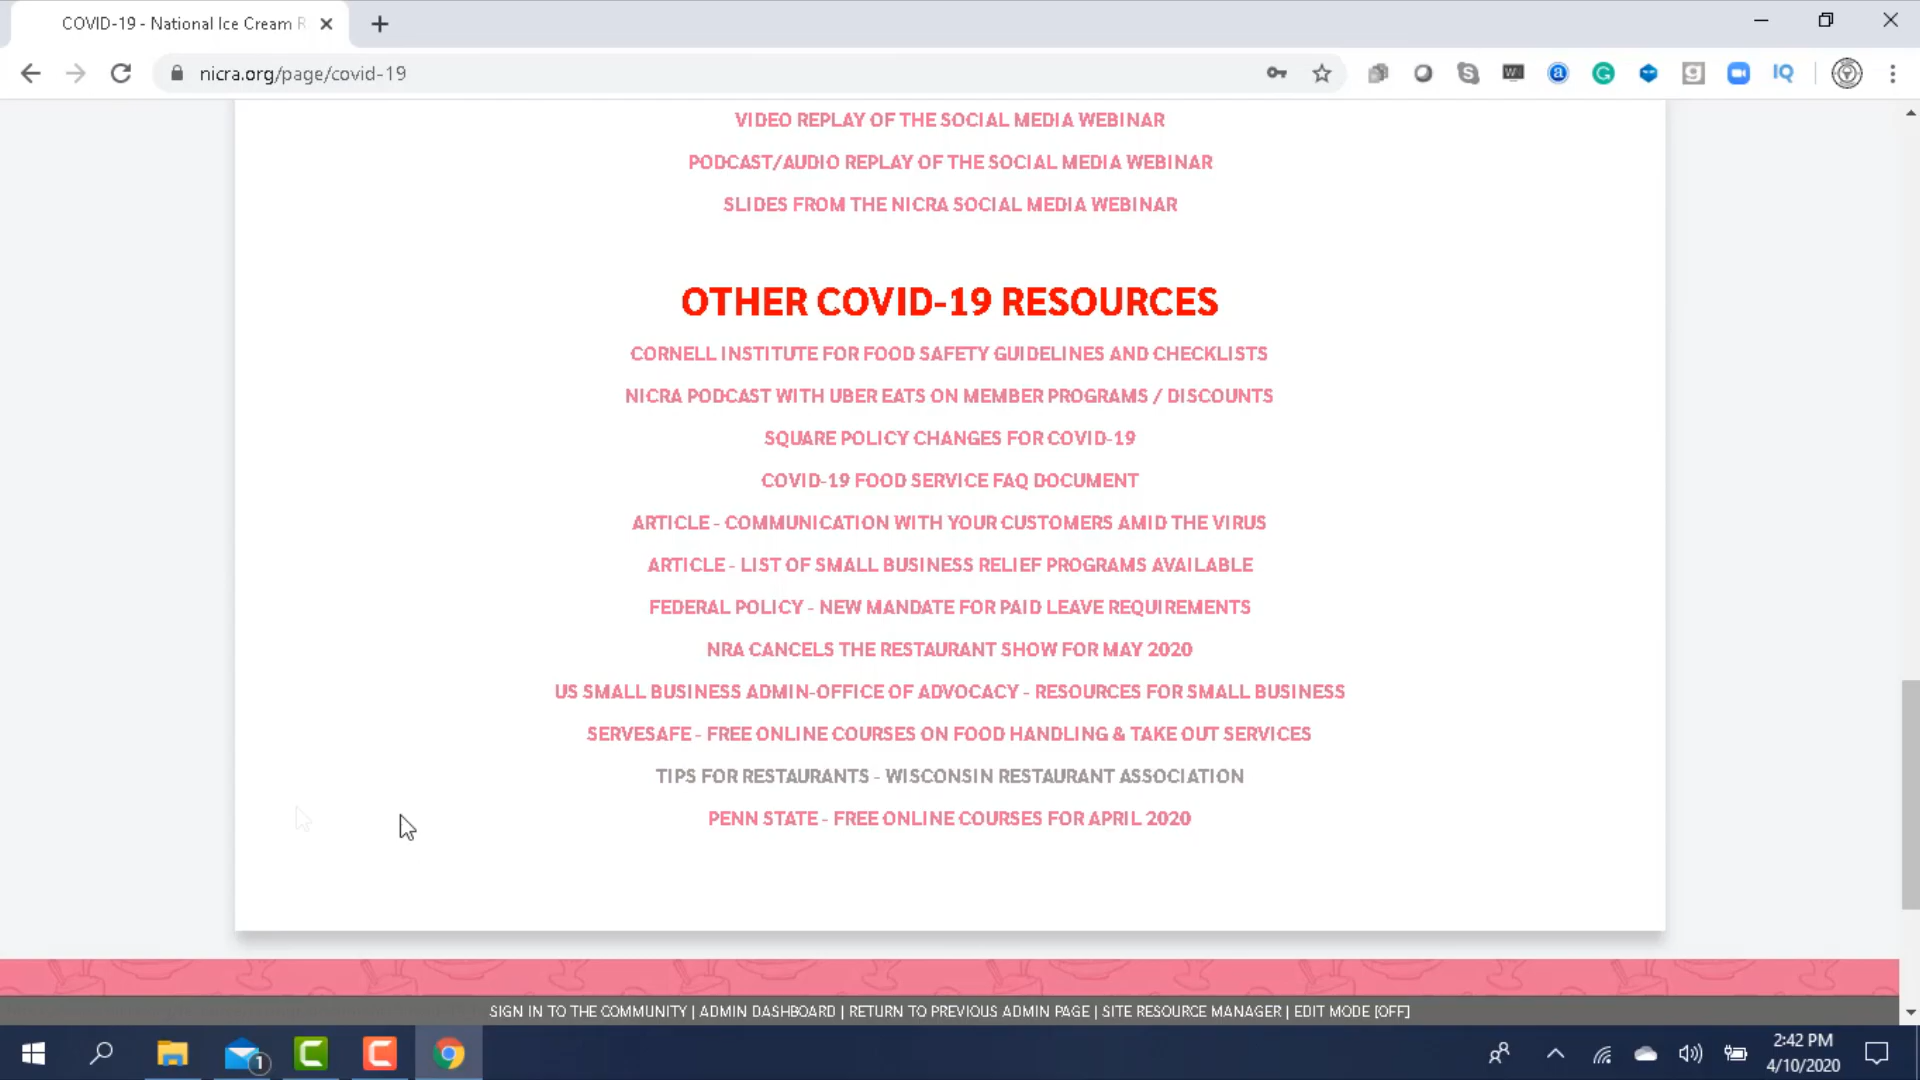 COVID-19 - National Ice Cream R
nicra.org/page/covid-19
VIDEO REPLAY OF THE SOCIAL MEDIA WEBINAR
PODCAST/AUDIO REPLAY OF THE SOCIAL MEDIA WEBINAR
SLIDES FROM THE NICRA SOCIAL MEDIA WEBINAR
OTHER COVID-19 RESOURCES
CORNELL INSTITUTE FOR FOOD SAFETY GUIDELINES AND CHECKLISTS
NICRA PODCAST WITH UBER EATS ON MEMBER PROGRAMS / DISCOUNTS
SQUARE POLICY CHANGES FOR COVID-19
COVID-19 FOOD SERVICE FAQ DOCUMENT
ARTICLE - COMMUNICATION WITH YOUR CUSTOMERS AMID THE VIRUS
ARTICLE - LIST OF SMALL BUSINESS RELIEF PROGRAMS AVAILABLE
FEDERAL POLICY - NEW MANDATE FOR PAID LEAVE REQUIREMENTS
NRA CANCELS THE RESTAURANT SHOW FOR MAY 2020
US SMALL BUSINESS ADMIN-OFFICE OF ADVOCACY - RESOURCES FOR SMALL BUSINESS
SERVESAFE - FREE ONLINE COURSES ON FOOD HANDLING & TAKE OUT SERVICES
TIPS FOR RESTAURANTS - WISCONSIN RESTAURANT ASSOCIATION
PENN STATE - FREE ONLINE COURSES FOR APRIL 2020
SIGN IN TO THE COMMUNITY | ADMIN DASHBOARD | RETURN TO PREVIOUS ADMIN PAGE | SITE RESOURCE MANAGER | EDIT MODE [OFF]
1
2:42 PM
4/10/2020